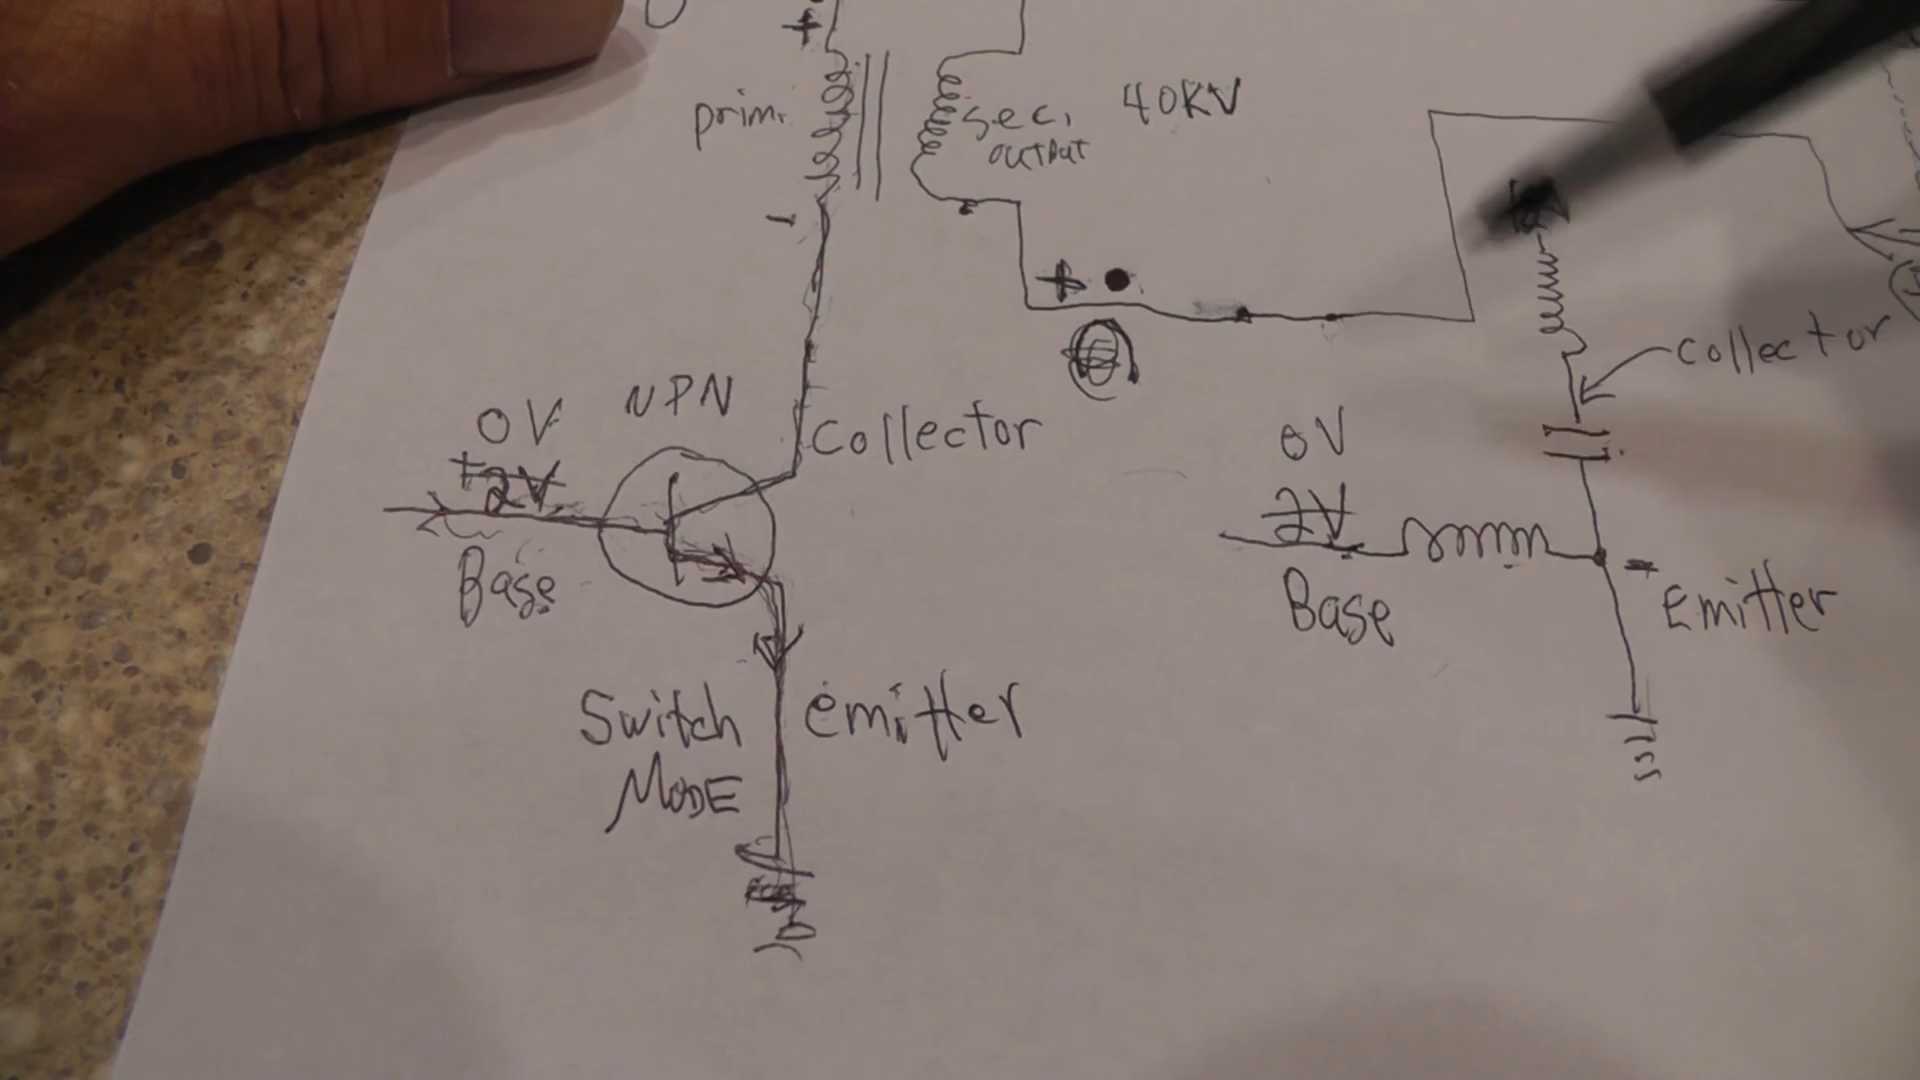 +
prim.
sec.
output
40KV
-
+
Collector
0V
NPN
Collector
+2V
Base
0V
2V
Base
-
Emitter
Switch
MODE
emitter